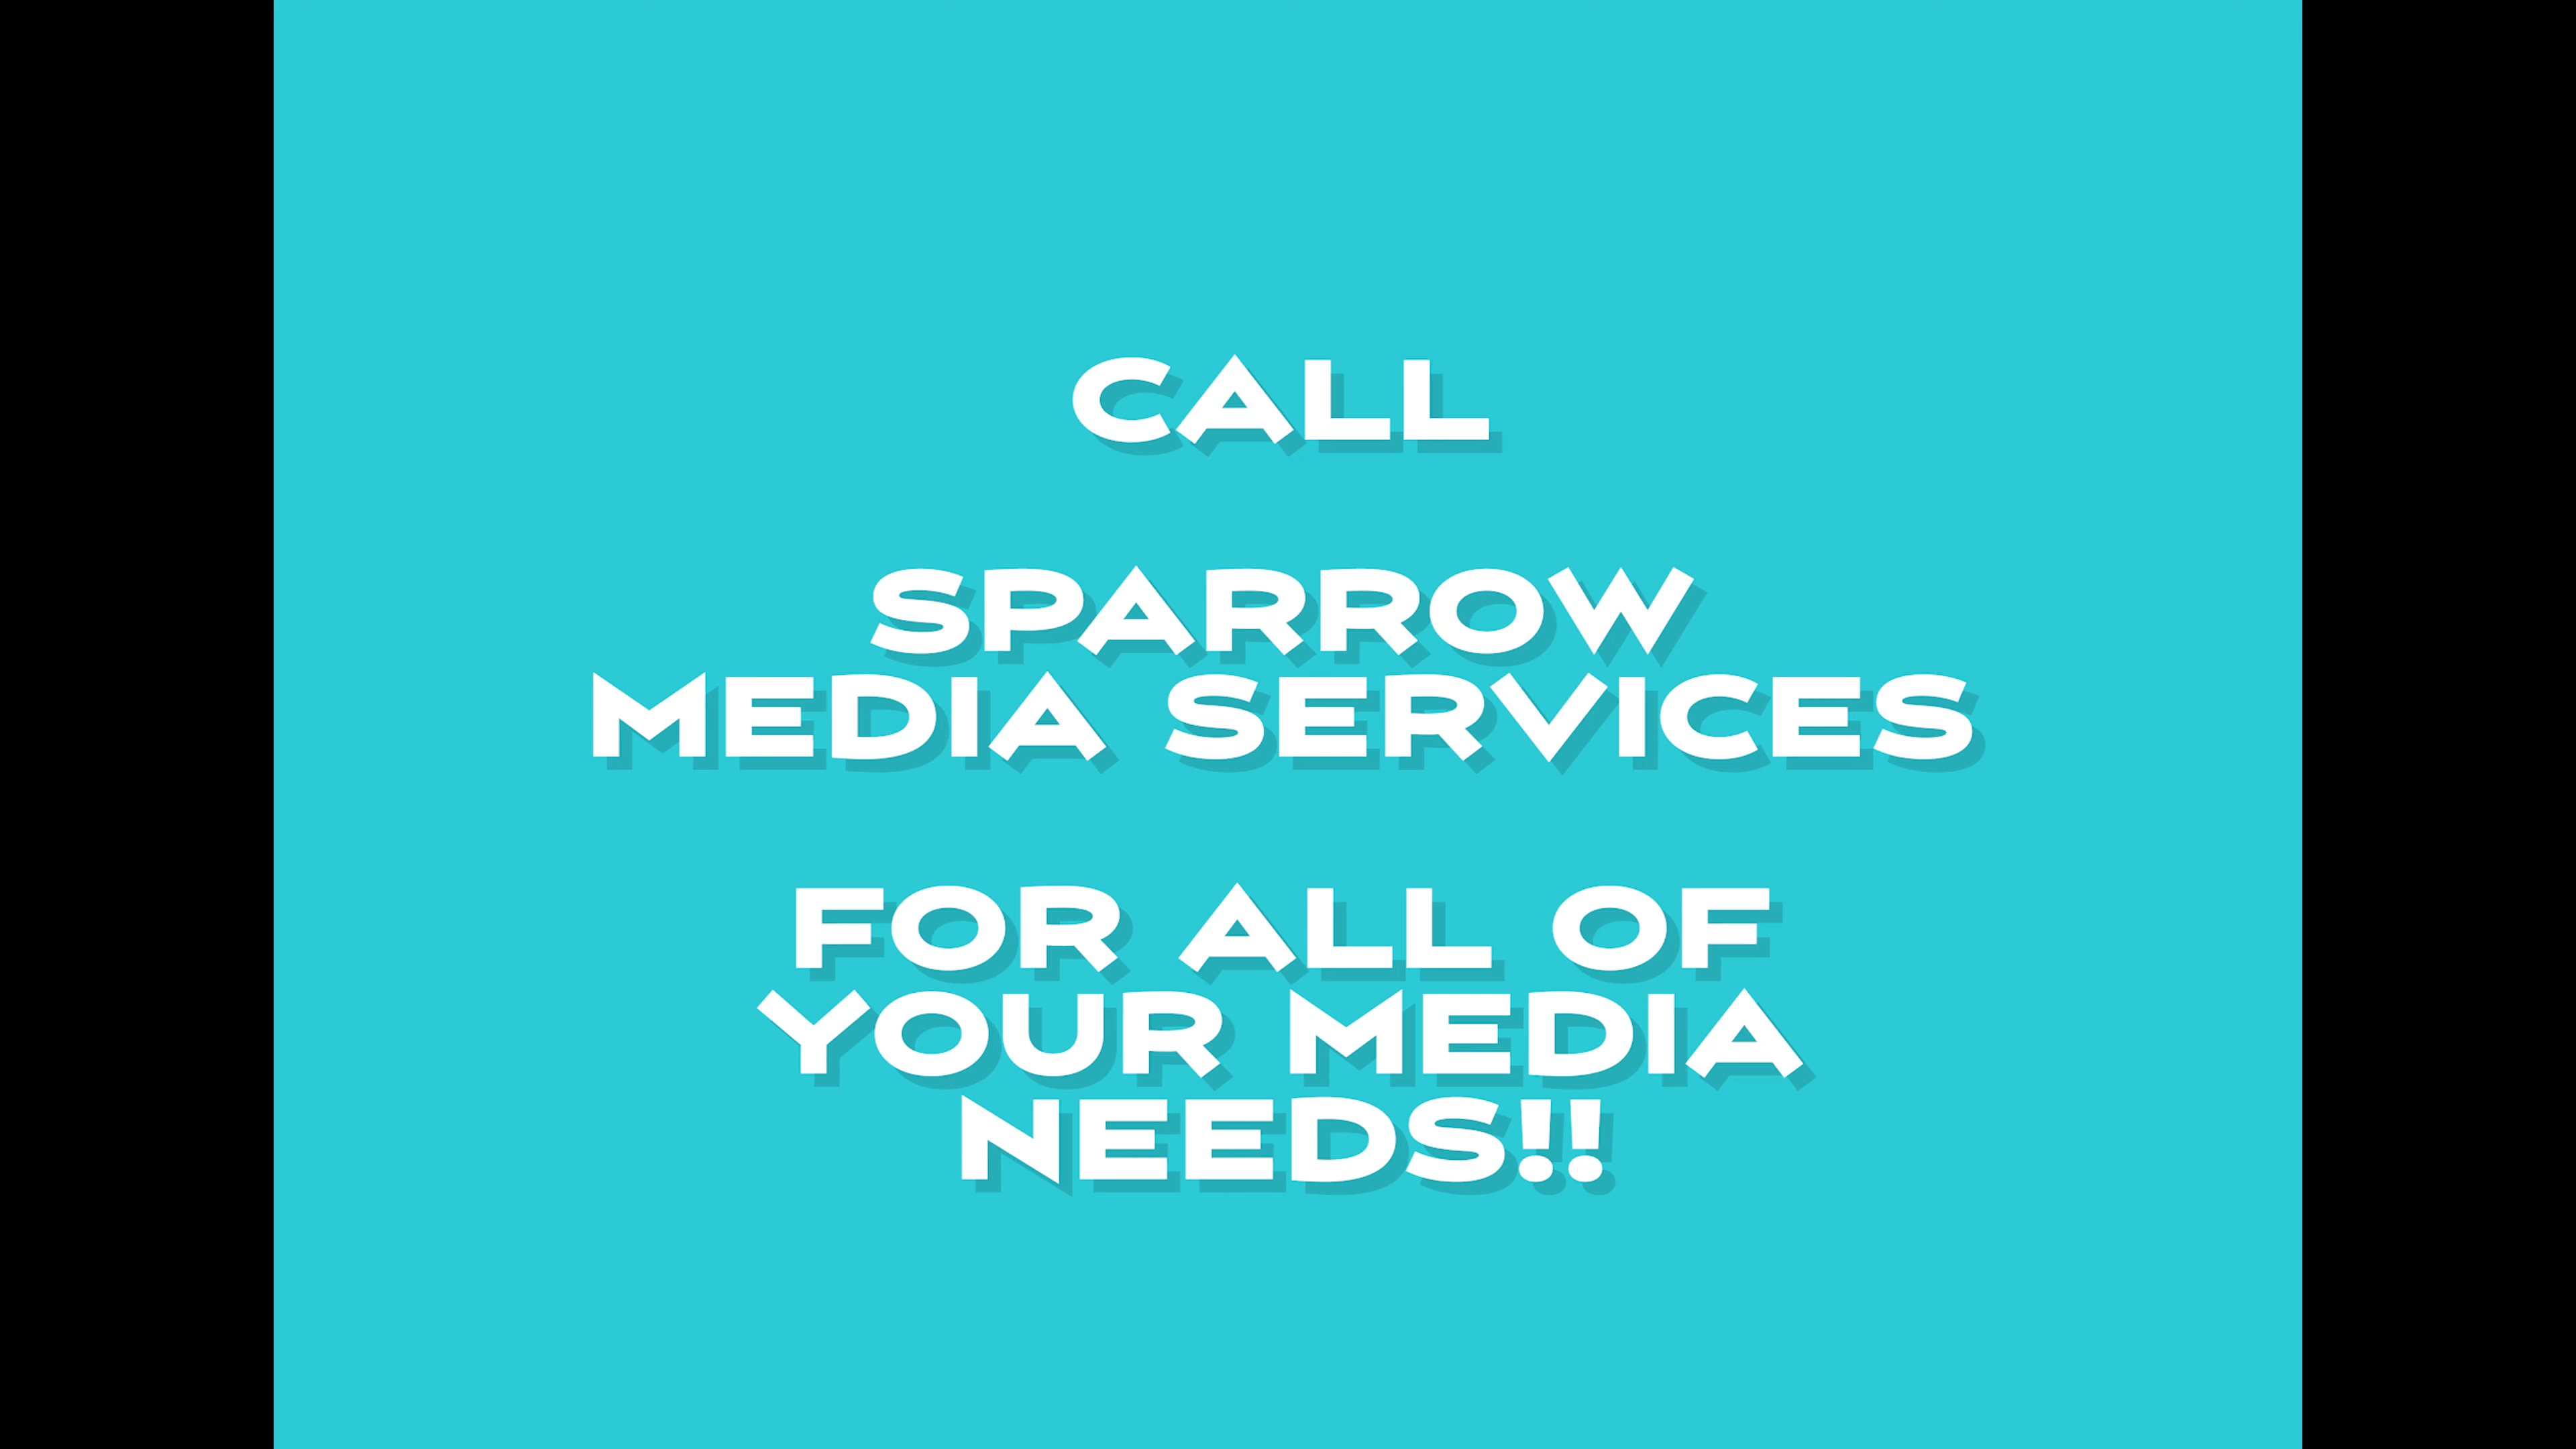 CALL
SPARROW
MEDIA SERVICES
FOR ALL OF
YOUR MEDIA
NEEDS!!